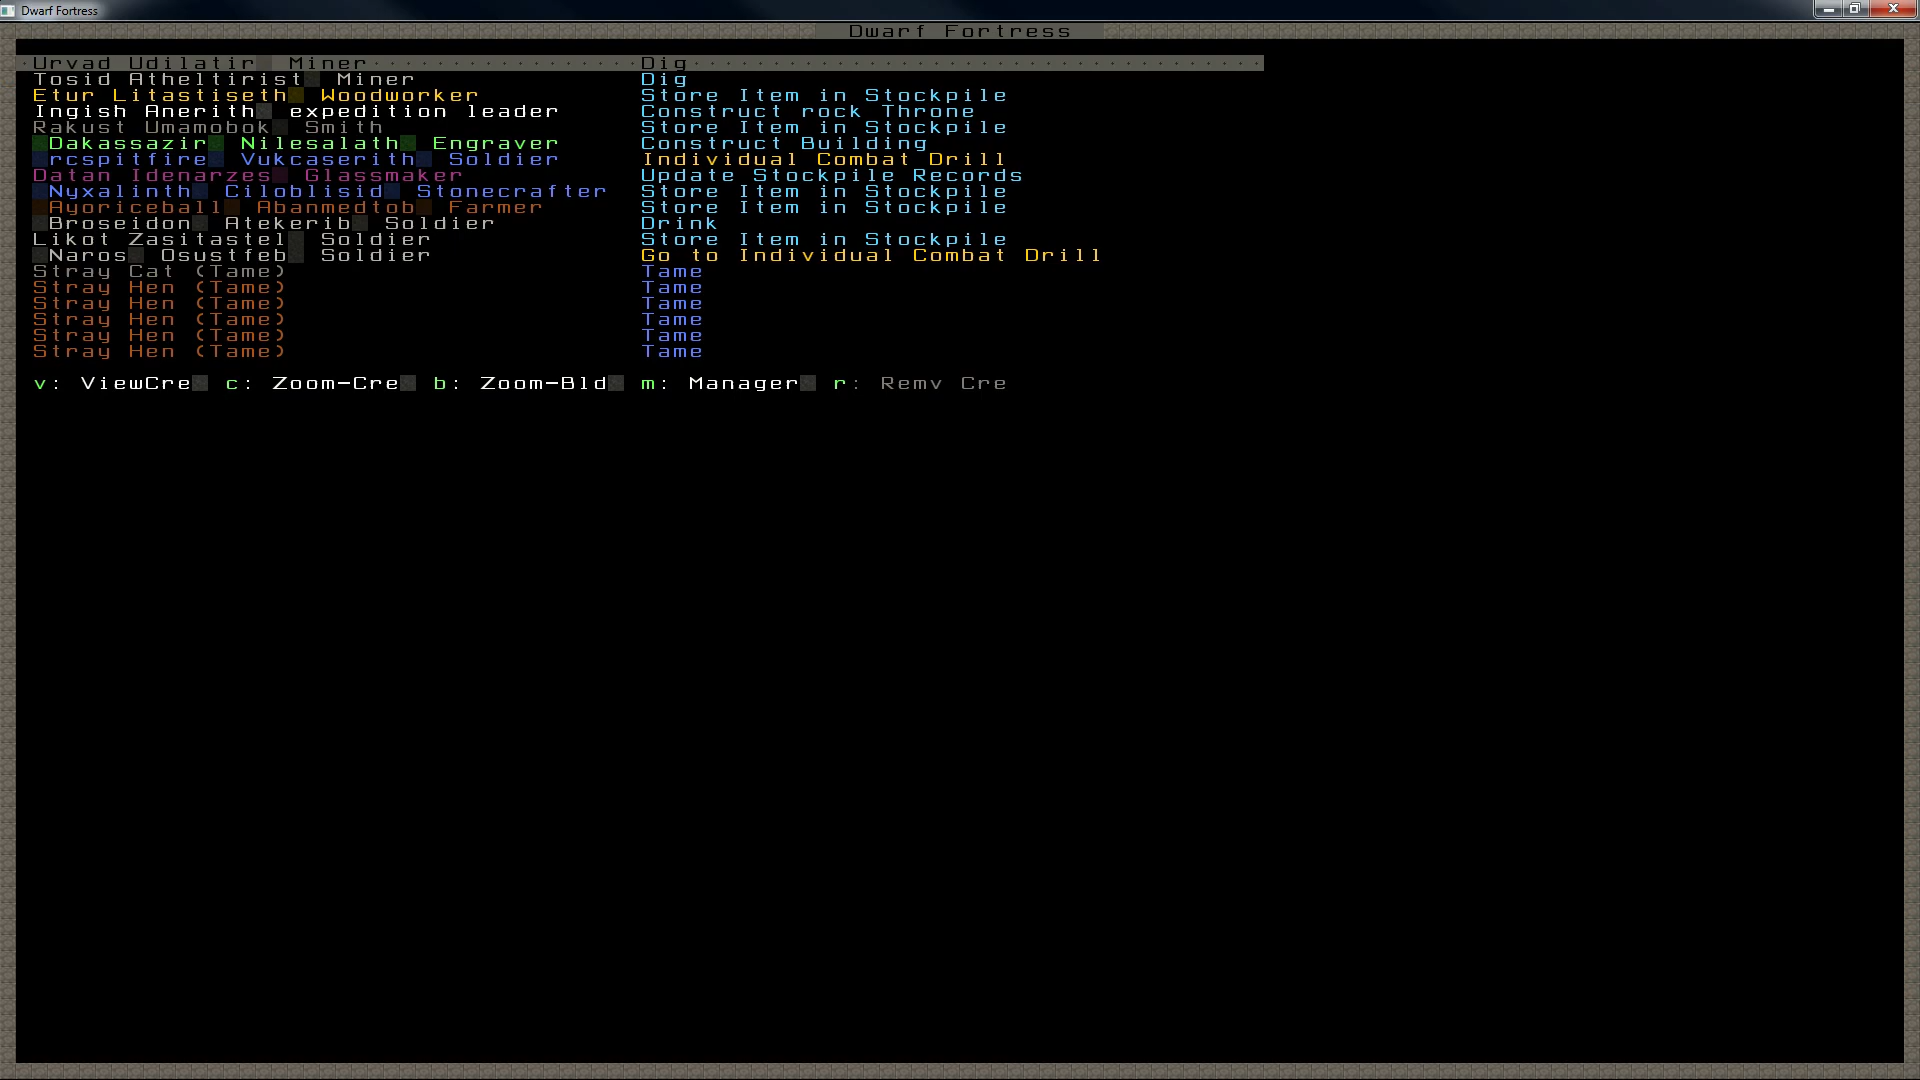 Dwarf Fortress
Dwarf Fortress
Urvad Udilatir Miner Dig
Tosid Atheltirist Miner Dig
Etur Litastiseth Woodworker Store Item in Stockpile
Ingish Anerith expedition leader Construct rock Throne
Rakust Umamobok Smith Store Item in Stockpile
Dakassazir Nilesalath Engraver Construct Building
rcspitfire Vukcaserith Soldier Individual Combat Drill
Datan Idenarzes Glassmaker Update Stockpile Records
Nyxalinth Ciloblisid Stonecrafter Store Item in Stockpile
Ayoriceball Abanmedtob Farmer Store Item in Stockpile
Broseidon Atekerib Soldier Drink
Likot Zasitastel Soldier Store Item in Stockpile
Naros Osustfeb Soldier Go to Individual Combat Drill
Stray Cat (Tame) Tame
Stray Hen (Tame) Tame
Stray Hen (Tame) Tame
Stray Hen (Tame) Tame
Stray Hen (Tame) Tame
Stray Hen (Tame) Tame
v: ViewCre c: Zoom-Cre b: Zoom-Bld m: Manager r: Remv Cre